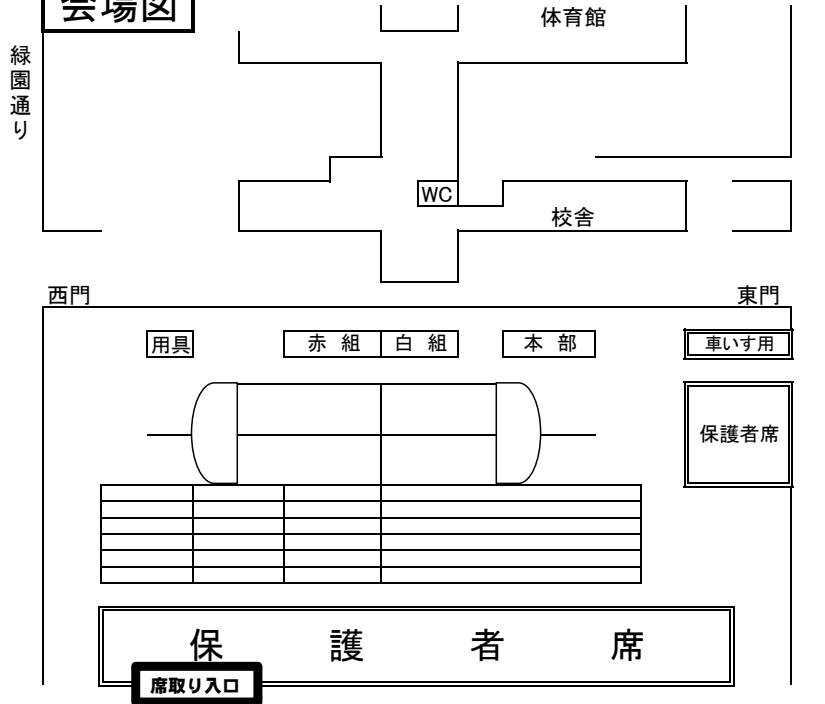 会場図
体育館
緑園通り
WC
校舎
西門
東門
用具
赤組
白組
本部
車いす用
保護者席
保護者席
席取り入口